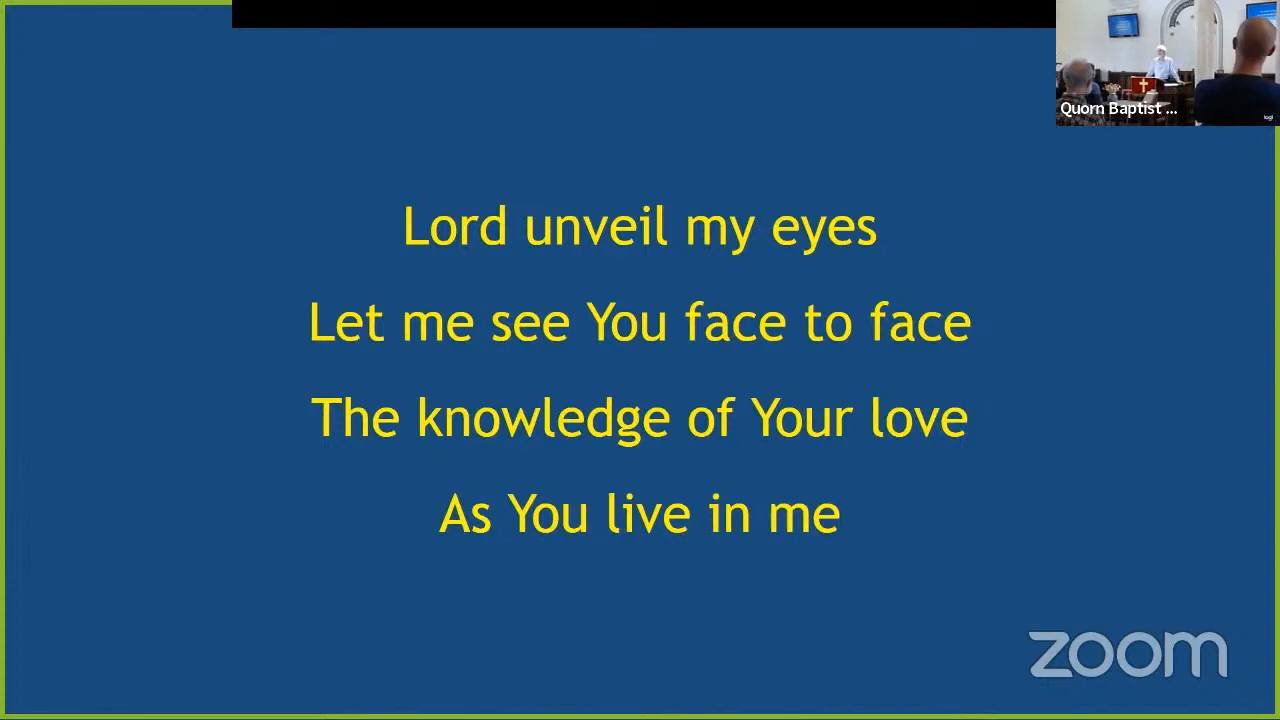 Quorn Baptist ...
logi
Lord unveil my eyes
Let me see You face to face
The knowledge of Your love
As You live in me
zoom